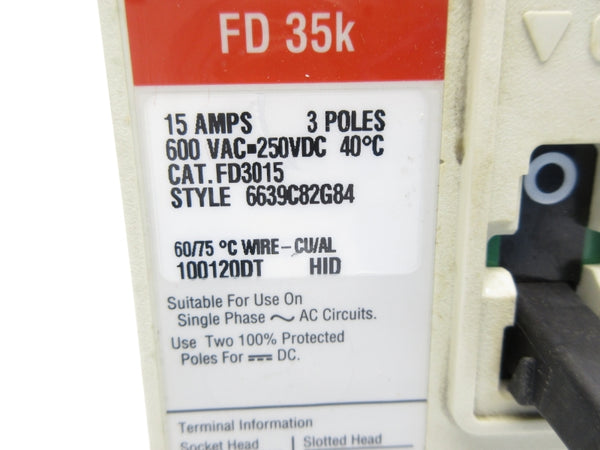 FD 35k
15 AMPS 3 POLES
600 VAC=250VDC 40°C
CAT.FD3015
STYLE 6639C82G84
60/75 °C WIRE-CU/AL
100120DT HID
Suitable For Use On
Single Phase ~ AC Circuits.
Use Two 100% Protected
Poles For ⎓ DC.
Terminal Information
Socket Head Slotted Head